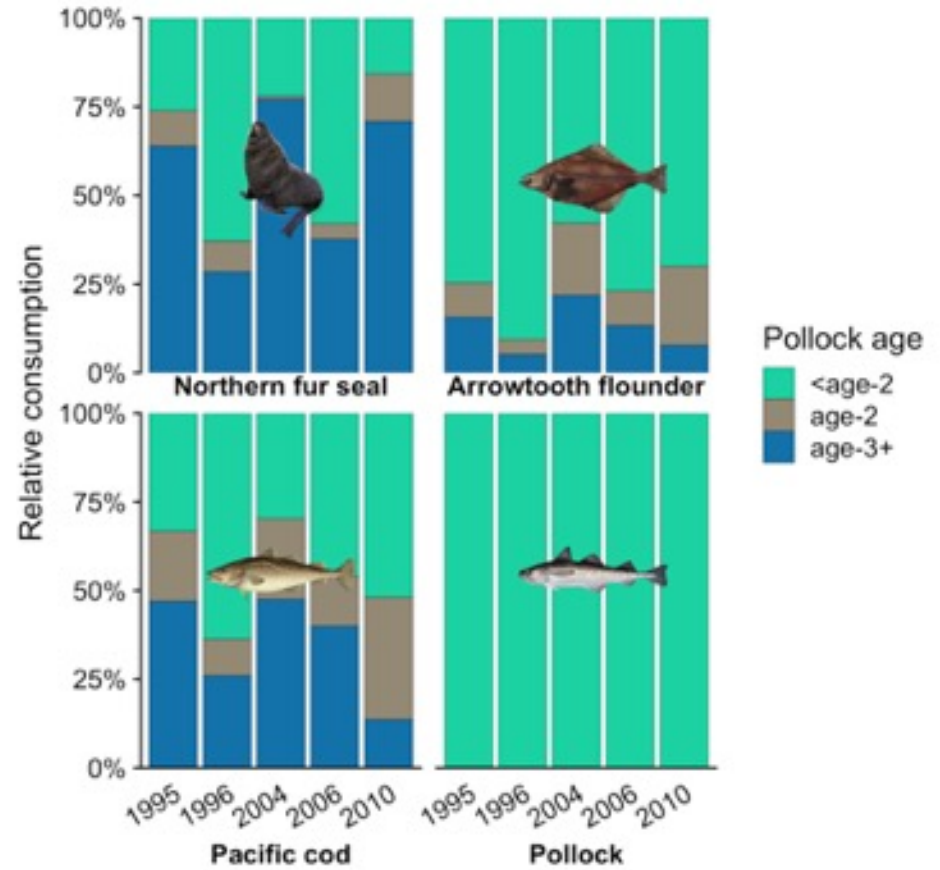 100%
75%
50%
25%
0%
Northern fur seal
Arrowtooth flounder
Relative consumption
Pollock age
<age-2
age-2
age-3+
100%
75%
50%
25%
0%
1995 1996 2004 2006 2010
1995 1996 2004 2006 2010
Pacific cod
Pollock